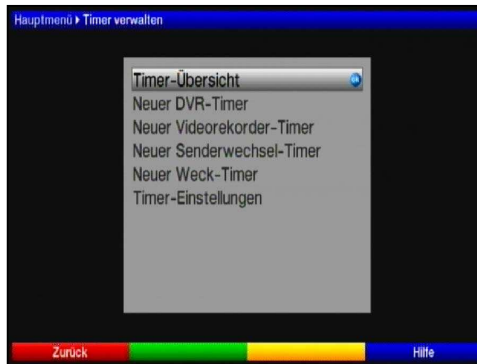 Hauptmenü ▸ Timer verwalten
Timer-Übersicht ok
Neuer DVR-Timer
Neuer Videorekorder-Timer
Neuer Senderwechsel-Timer
Neuer Weck-Timer
Timer-Einstellungen
Zurück Hilfe